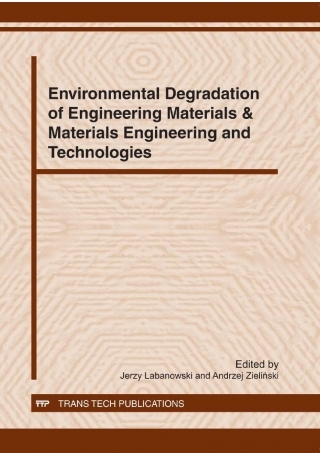 Environmental Degradation
of Engineering Materials &
Materials Engineering and
Technologies
Edited by
Jerzy Labanowski and Andrzej Zieliński
TTP TRANS TECH PUBLICATIONS